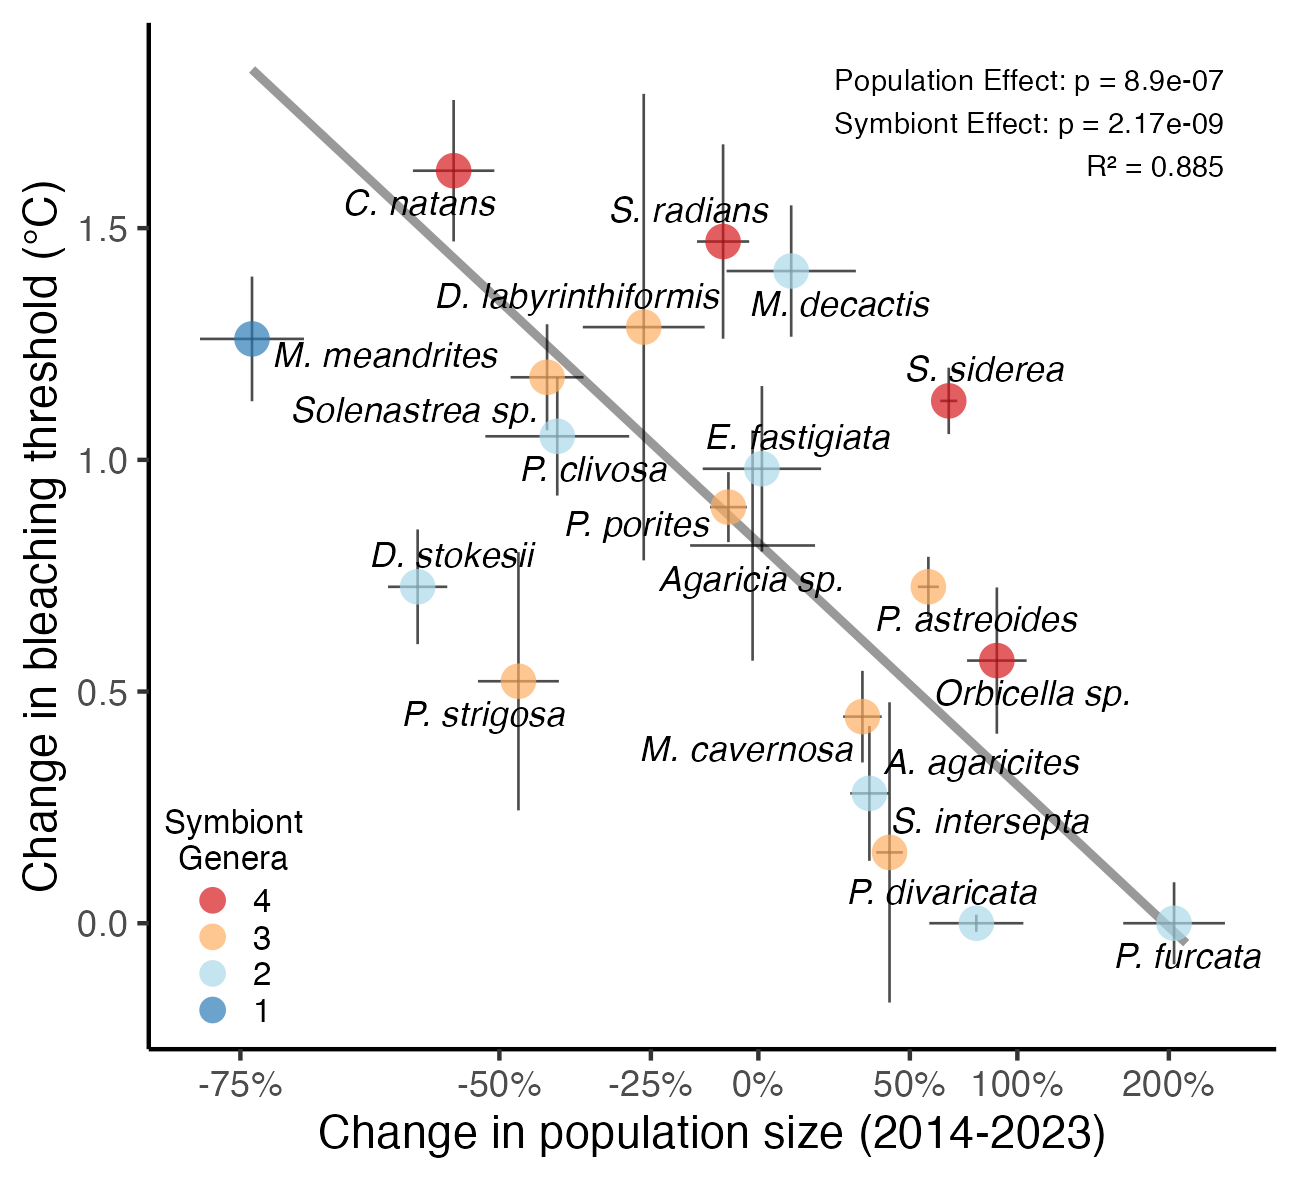 Population Effect: p = 8.9e-07
Symbiont Effect: p = 2.17e-09
R² = 0.885
C. natans
S. radians
D. labyrinthiformis
M. decactis
M. meandrites
S. siderea
Solenastrea sp.
E. fastigiata
P. clivosa
P. porites
D. stokesii
Agaricia sp.
P. astreoides
Orbicella sp.
P. strigosa
M. cavernosa
A. agaricites
S. intersepta
P. divaricata
P. furcata
Symbiont
Genera
4
3
2
1
Change in bleaching threshold (°C)
1.5
1.0
0.5
0.0
-75%
-50%
-25%
0%
50%
100%
200%
Change in population size (2014-2023)